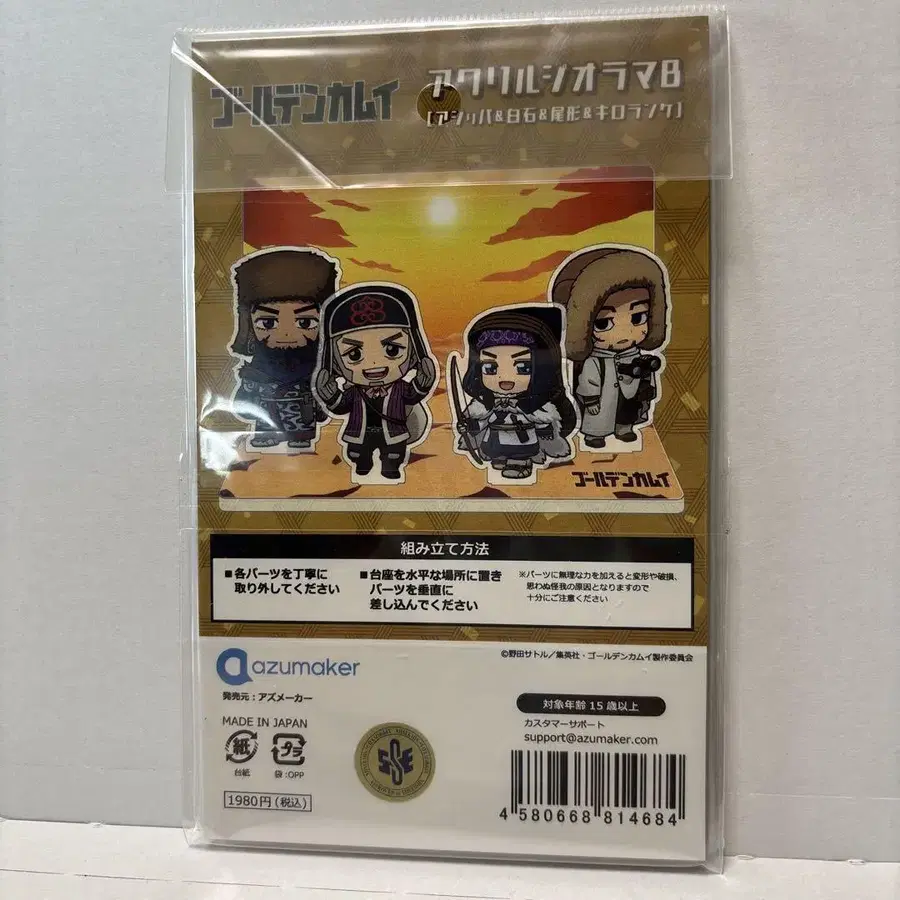 ゴールデンカムイ
アクリルジオラマB
[アシㇼパ&白石&尾形&キロランケ]
ゴールデンカムイ
組み立て方法
■各パーツを丁寧に
取り外してください
■台座を水平な場所に置き
パーツを垂直に
差し込んでください
※パーツに無理な力を加えると変形や破損、
思わぬ怪我の原因となりますので
十分にご注意ください
©野田サトル/集英社・ゴールデンカムイ製作委員会
azumaker
発売元:アズメーカー
対象年齢 15 歳以上
カスタマーサポート
support@azumaker.com
MADE IN JAPAN
紙
台紙
プラ
袋:OPP
1980円(税込)
4 580668 814684